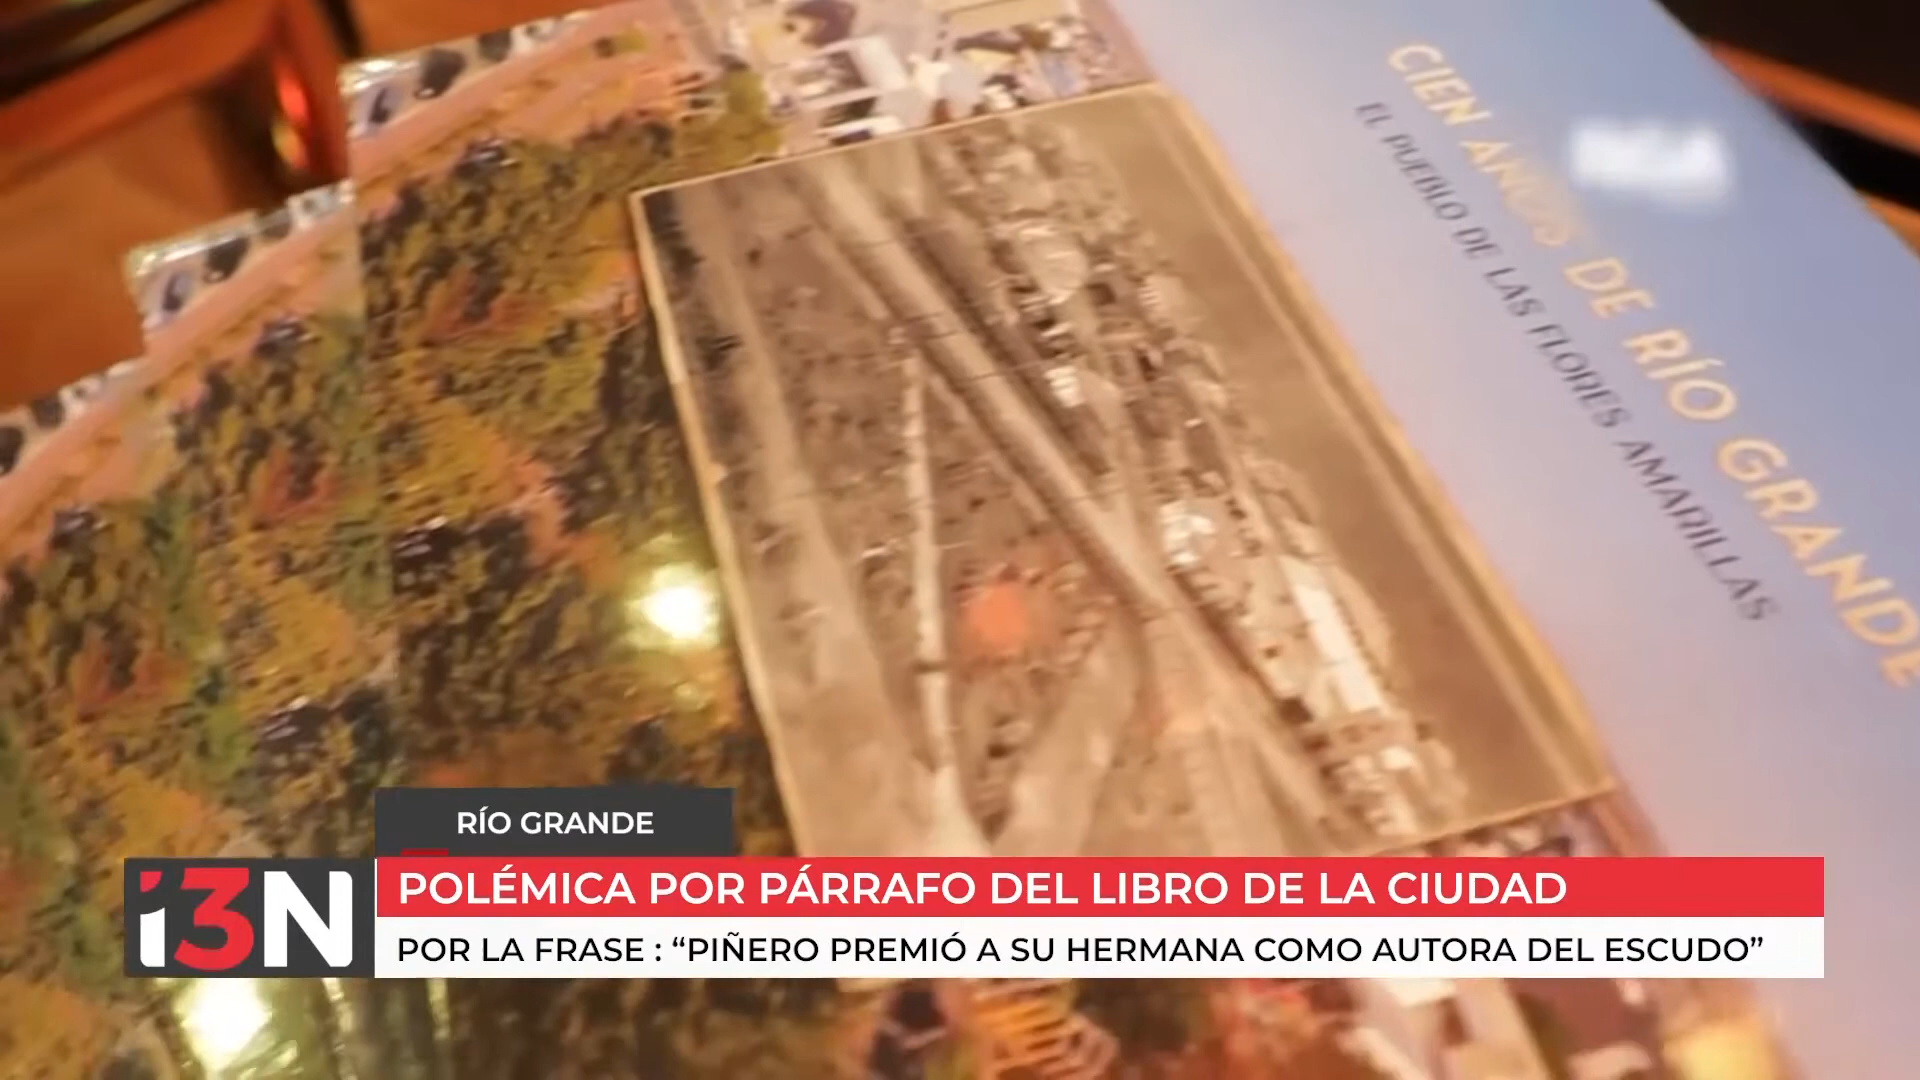 CIEN AÑOS DE RÍO GRANDE
EL PUEBLO DE LAS FLORES AMARILLAS
RÍO GRANDE
i3N
POLÉMICA POR PÁRRAFO DEL LIBRO DE LA CIUDAD
POR LA FRASE : “PIÑERO PREMIÓ A SU HERMANA COMO AUTORA DEL ESCUDO”